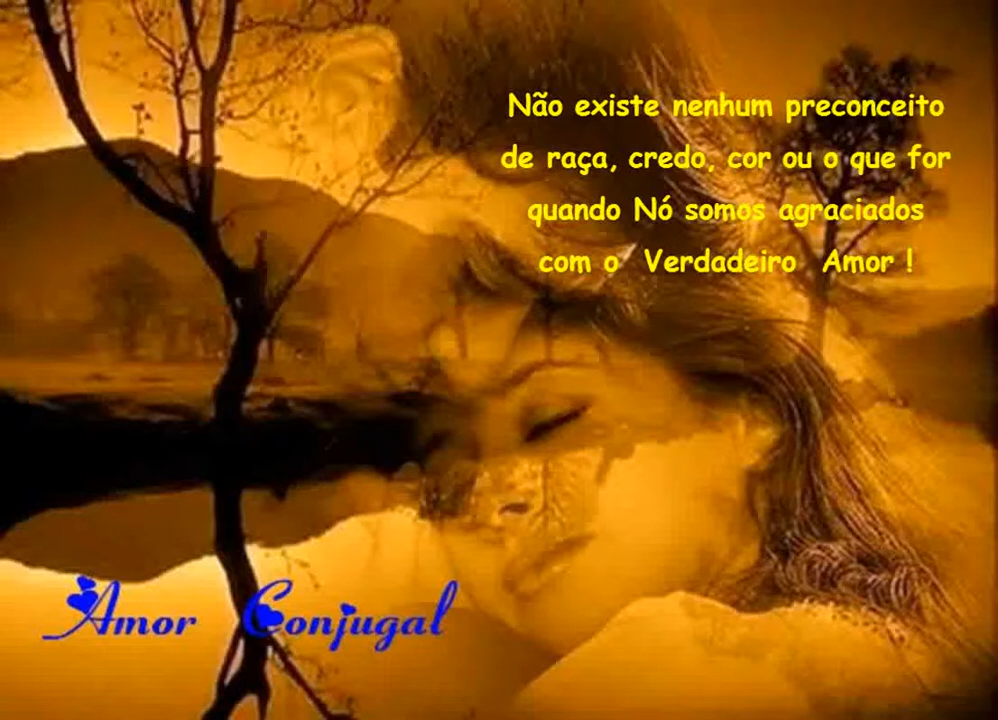 Não existe nenhum preconceito
de raça, credo, cor ou o que for
quando Nó somos agraciados
com o Verdadeiro Amor !
Amor Conjugal